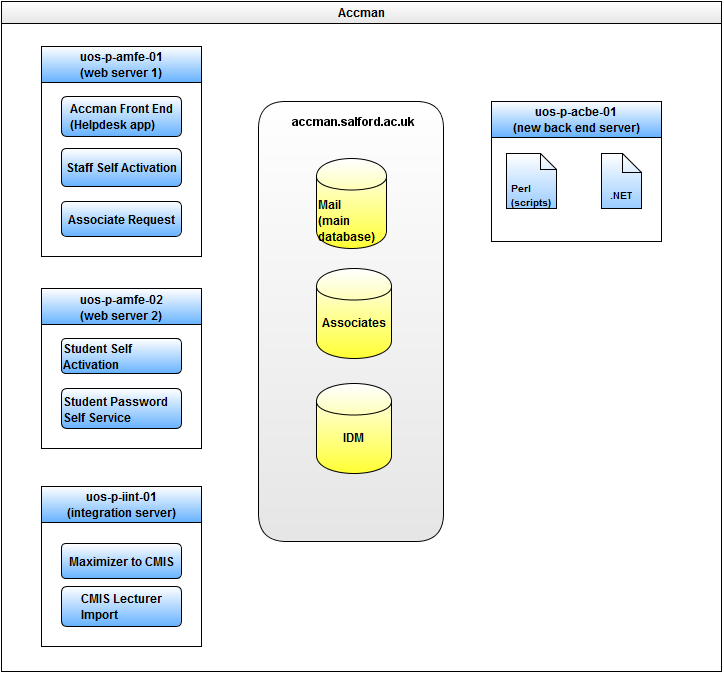 Accman
uos-p-amfe-01
(web server 1)
Accman Front End
(Helpdesk app)
Staff Self Activation
Associate Request
uos-p-amfe-02
(web server 2)
Student Self
Activation
Student Password
Self Service
uos-p-iint-01
(integration server)
Maximizer to CMIS
CMIS Lecturer
Import
accman.salford.ac.uk
Mail
(main
database)
Associates
IDM
uos-p-acbe-01
(new back end server)
Perl
(scripts)
.NET